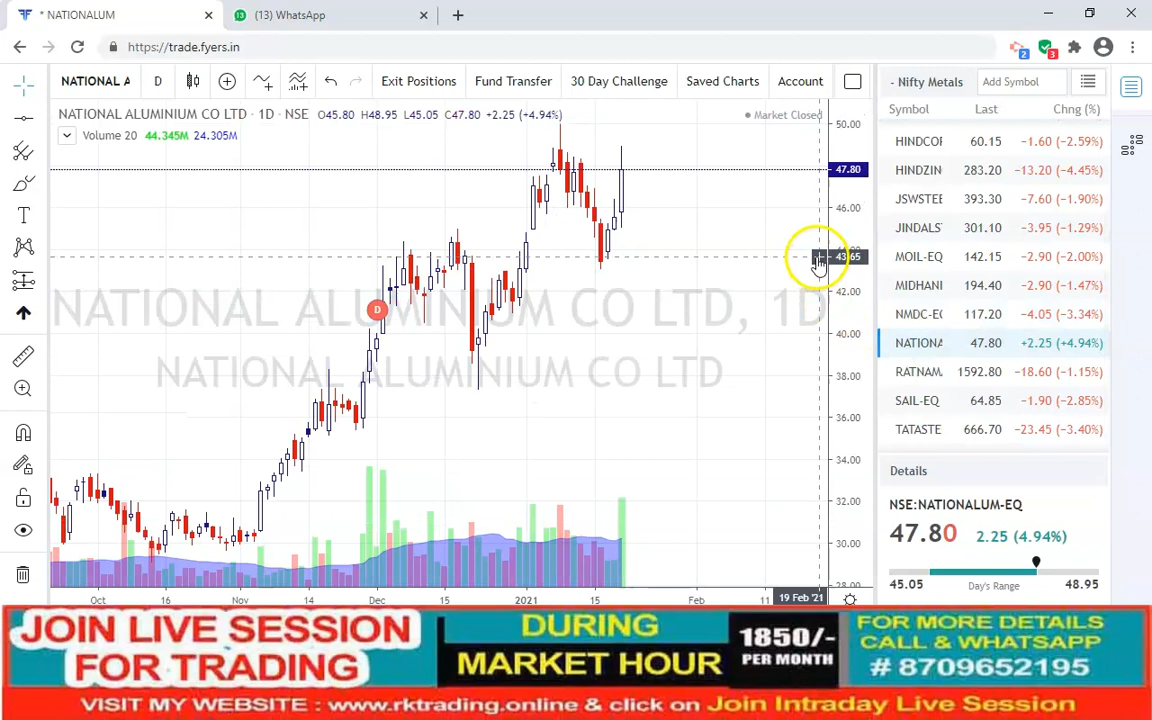 * NATIONALUM
(13) WhatsApp
https://trade.fyers.in
2
3
NATIONAL A
D
Exit Positions
Fund Transfer
30 Day Challenge
Saved Charts
Account
- Nifty Metals
Add Symbol
NATIONAL ALUMINIUM CO LTD · 1D · NSE O45.80 H48.95 L45.05 C47.80 +2.25 (+4.94%)
Market Closed
Volume 20 44.345M 24.305M
Symbol Last Chng (%)
HINDCOF 60.15 −1.60 (−2.59%)
HINDZIN 283.20 −13.20 (−4.45%)
JSWSTEE 393.30 −7.60 (−1.90%)
JINDALS 301.10 −3.95 (−1.29%)
MOIL-EQ 142.15 −2.90 (−2.00%)
MIDHANI 194.40 −2.90 (−1.47%)
NMDC-EC 117.20 −4.05 (−3.34%)
NATIONA 47.80 +2.25 (+4.94%)
RATNAM 1592.80 −18.60 (−1.15%)
SAIL-EQ 64.85 −1.90 (−2.85%)
TATASTE 666.70 −23.45 (−3.40%)
50.00
47.80
46.00
43.65
42.00
40.00
38.00
36.00
34.00
32.00
30.00
28.00
NATIONAL ALUMINIUM CO LTD, 1D
NATIONAL ALUMINIUM CO LTD
D
Oct 16 Nov 14 Dec 15 2021 15 Feb 11 19 Feb '21
Details
NSE:NATIONALUM-EQ
47.80 2.25 (4.94%)
45.05 Day's Range 48.95
JOIN LIVE SESSION
FOR TRADING
DURING
MARKET HOUR
1850/-
PER MONTH
FOR MORE DETAILS
CALL & WHATSAPP
# 8709652195
VISIT MY WEBSITE : www.rktrading.online & click on Join Intraday Live Session